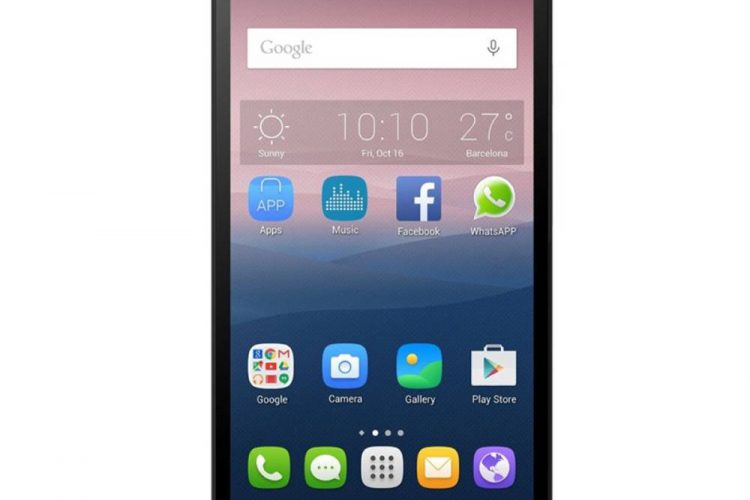 Google
10:10
27°
C
Sunny
Fri, Oct 16
Barcelona
APP
Apps
Music
Facebook
WhatsAPP
Google
Camera
Gallery
Play Store